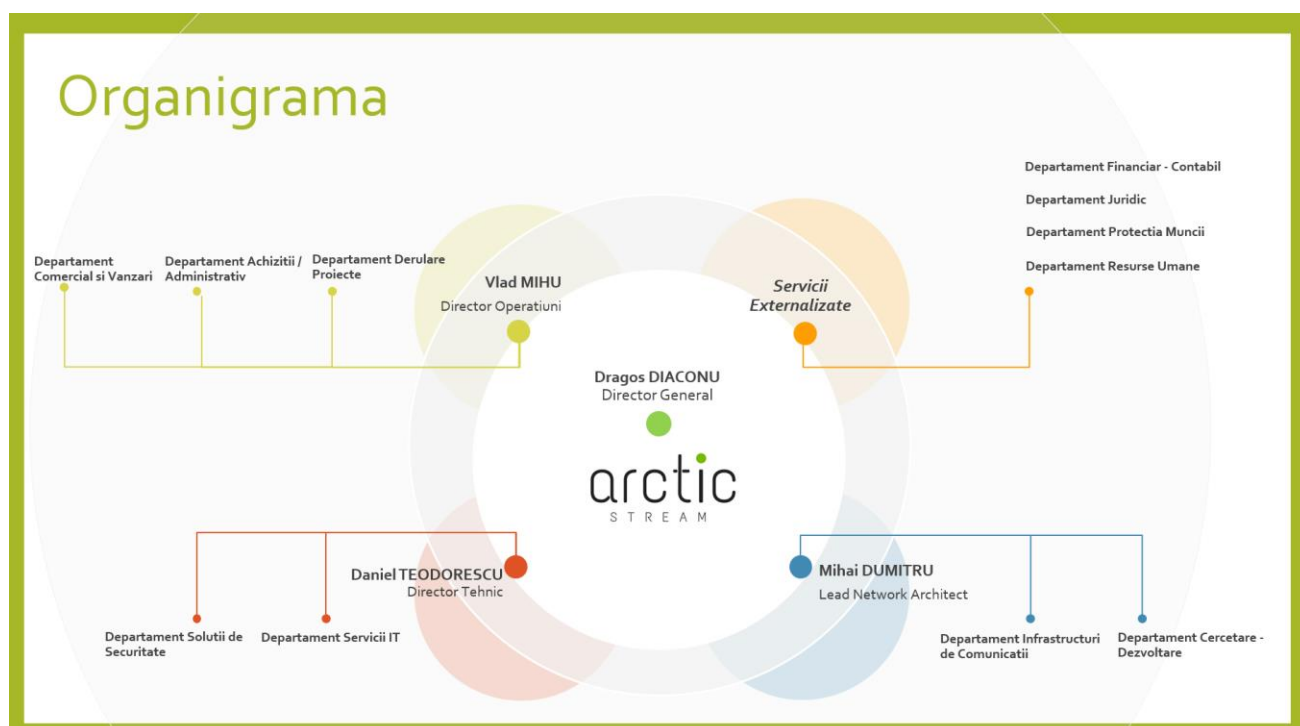 Organigrama
Departament Financiar - Contabil
Departament Juridic
Departament Protectia Muncii
Departament Resurse Umane
Departament
Comercial si Vanzari
Departament Achizitii /
Administrativ
Departament Derulare
Proiecte
Vlad MIHU
Director Operatiuni
Servicii
Externalizate
Dragos DIACONU
Director General
arctic
STREAM
Daniel TEODORESCU
Director Tehnic
Mihai DUMITRU
Lead Network Architect
Departament Solutii de
Securitate
Departament Servicii IT
Departament Infrastructuri
de Comunicatii
Departament Cercetare -
Dezvoltare